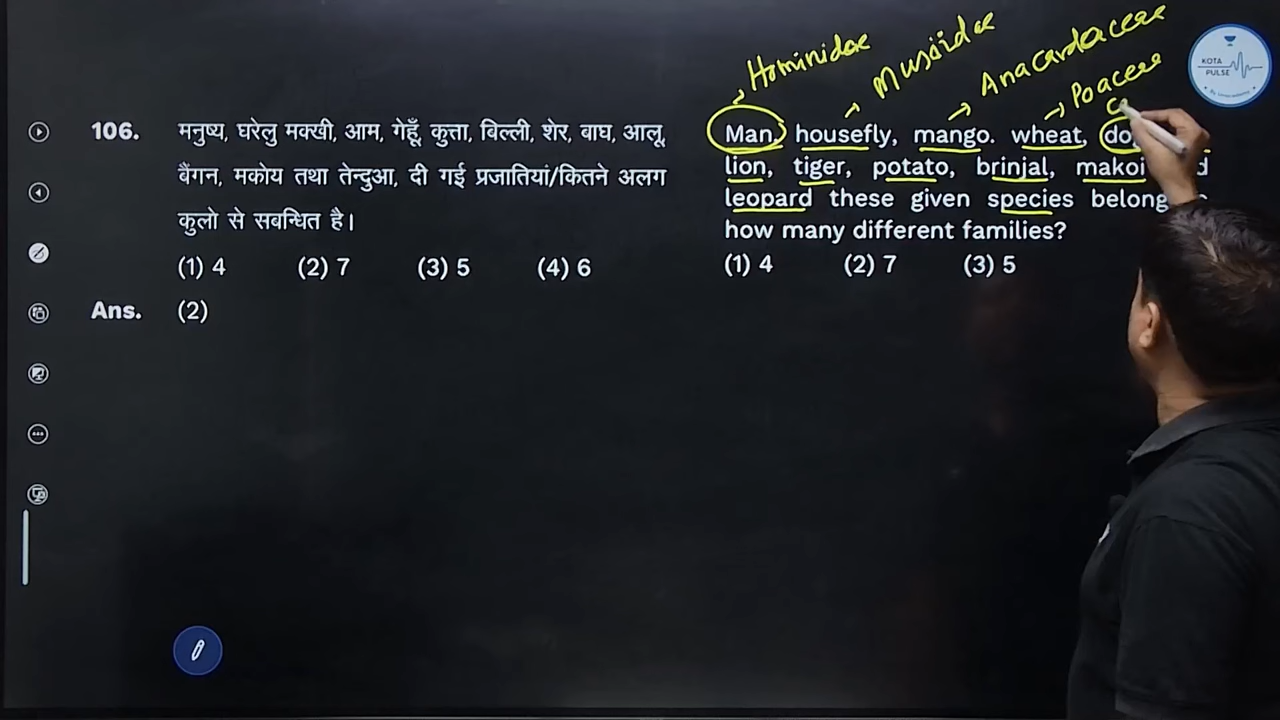 Hominidae
Muscidae
Anacardaceae
Poaceae
KOTA
PULSE
106.
मनुष्य, घरेलु मक्खी, आम, गेहूँ, कुत्ता, बिल्ली, शेर, बाघ, आलू,
बैंगन, मकोय तथा तेन्दुआ, दी गई प्रजातियां/कितने अलग
कुलो से सबन्धित है।
(1) 4 (2) 7 (3) 5 (4) 6
Ans. (2)
Man, housefly, mango. wheat,
lion, tiger, potato, brinjal, makoi
leopard these given species belong
how many different families?
(1) 4 (2) 7 (3) 5